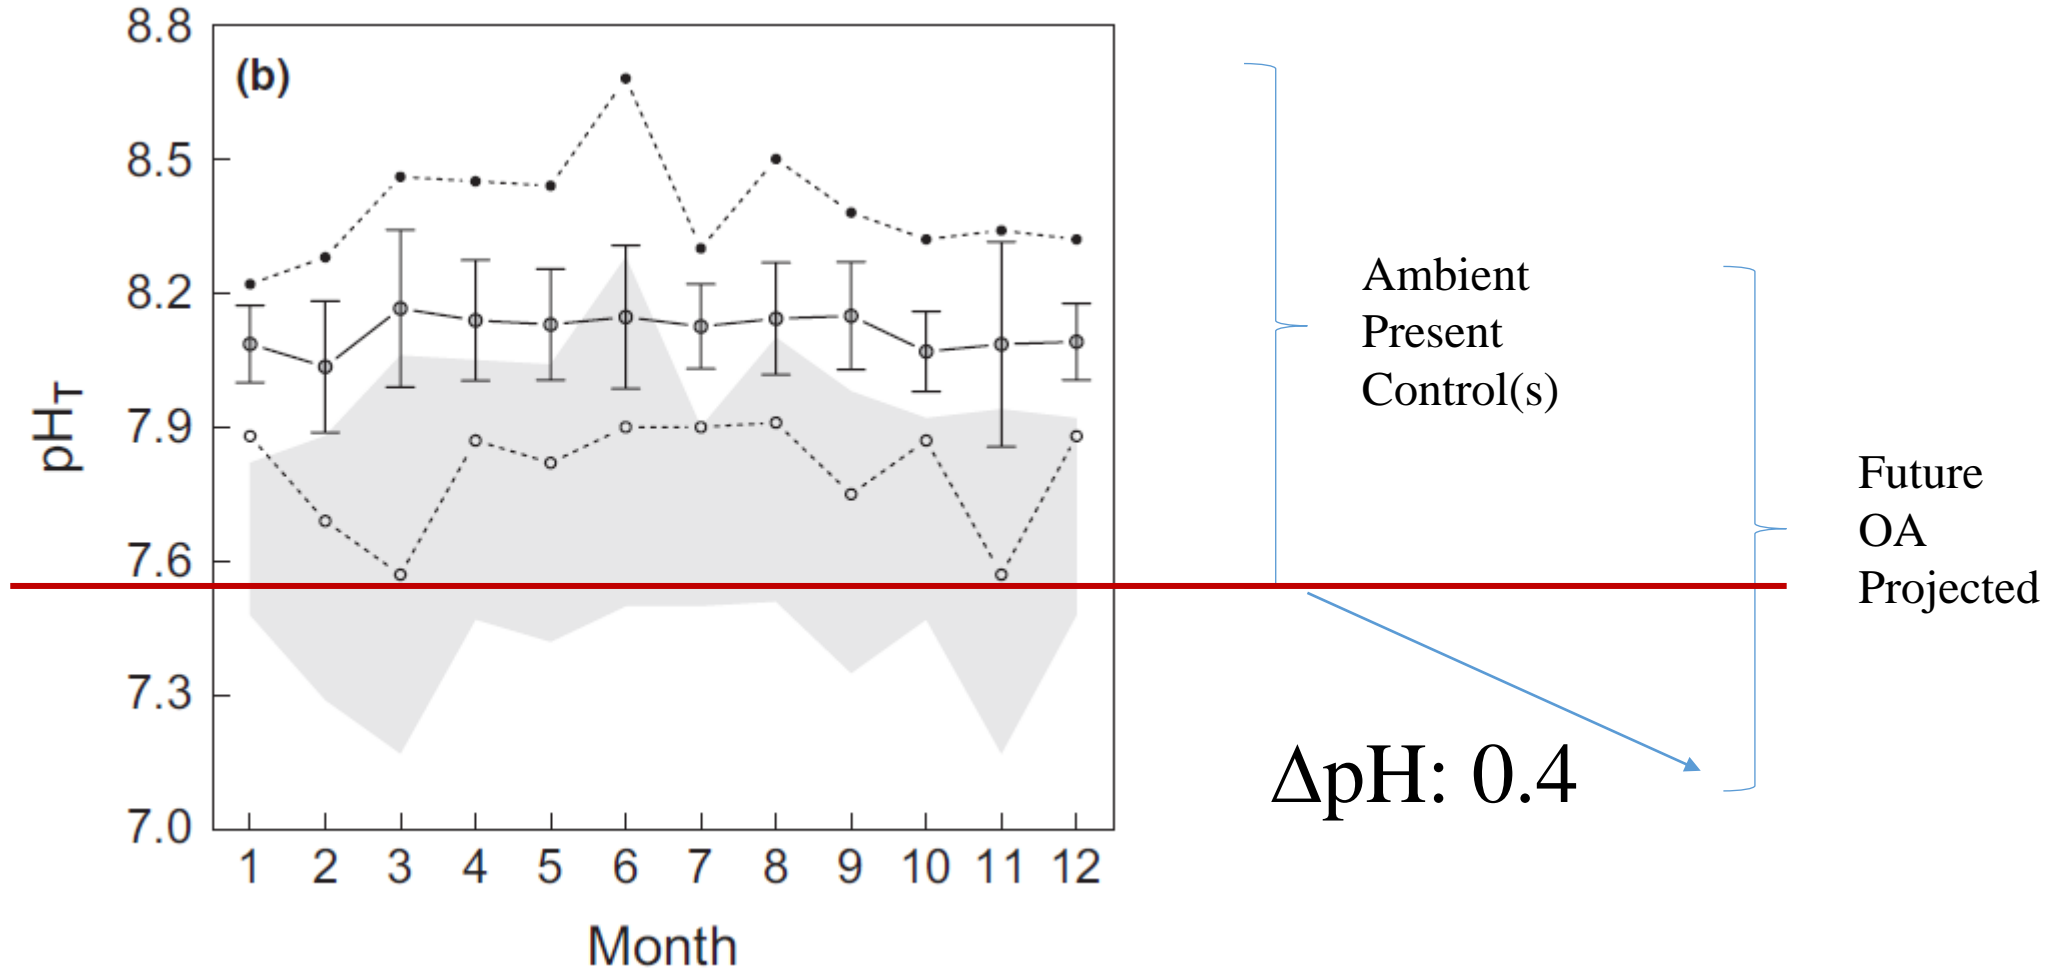 (b)
8.8
8.5
8.2
7.9
7.6
7.3
7.0
pHT
1 2 3 4 5 6 7 8 9 10 11 12
Month
Ambient
Present
Control(s)
Future
OA
Projected
ΔpH: 0.4